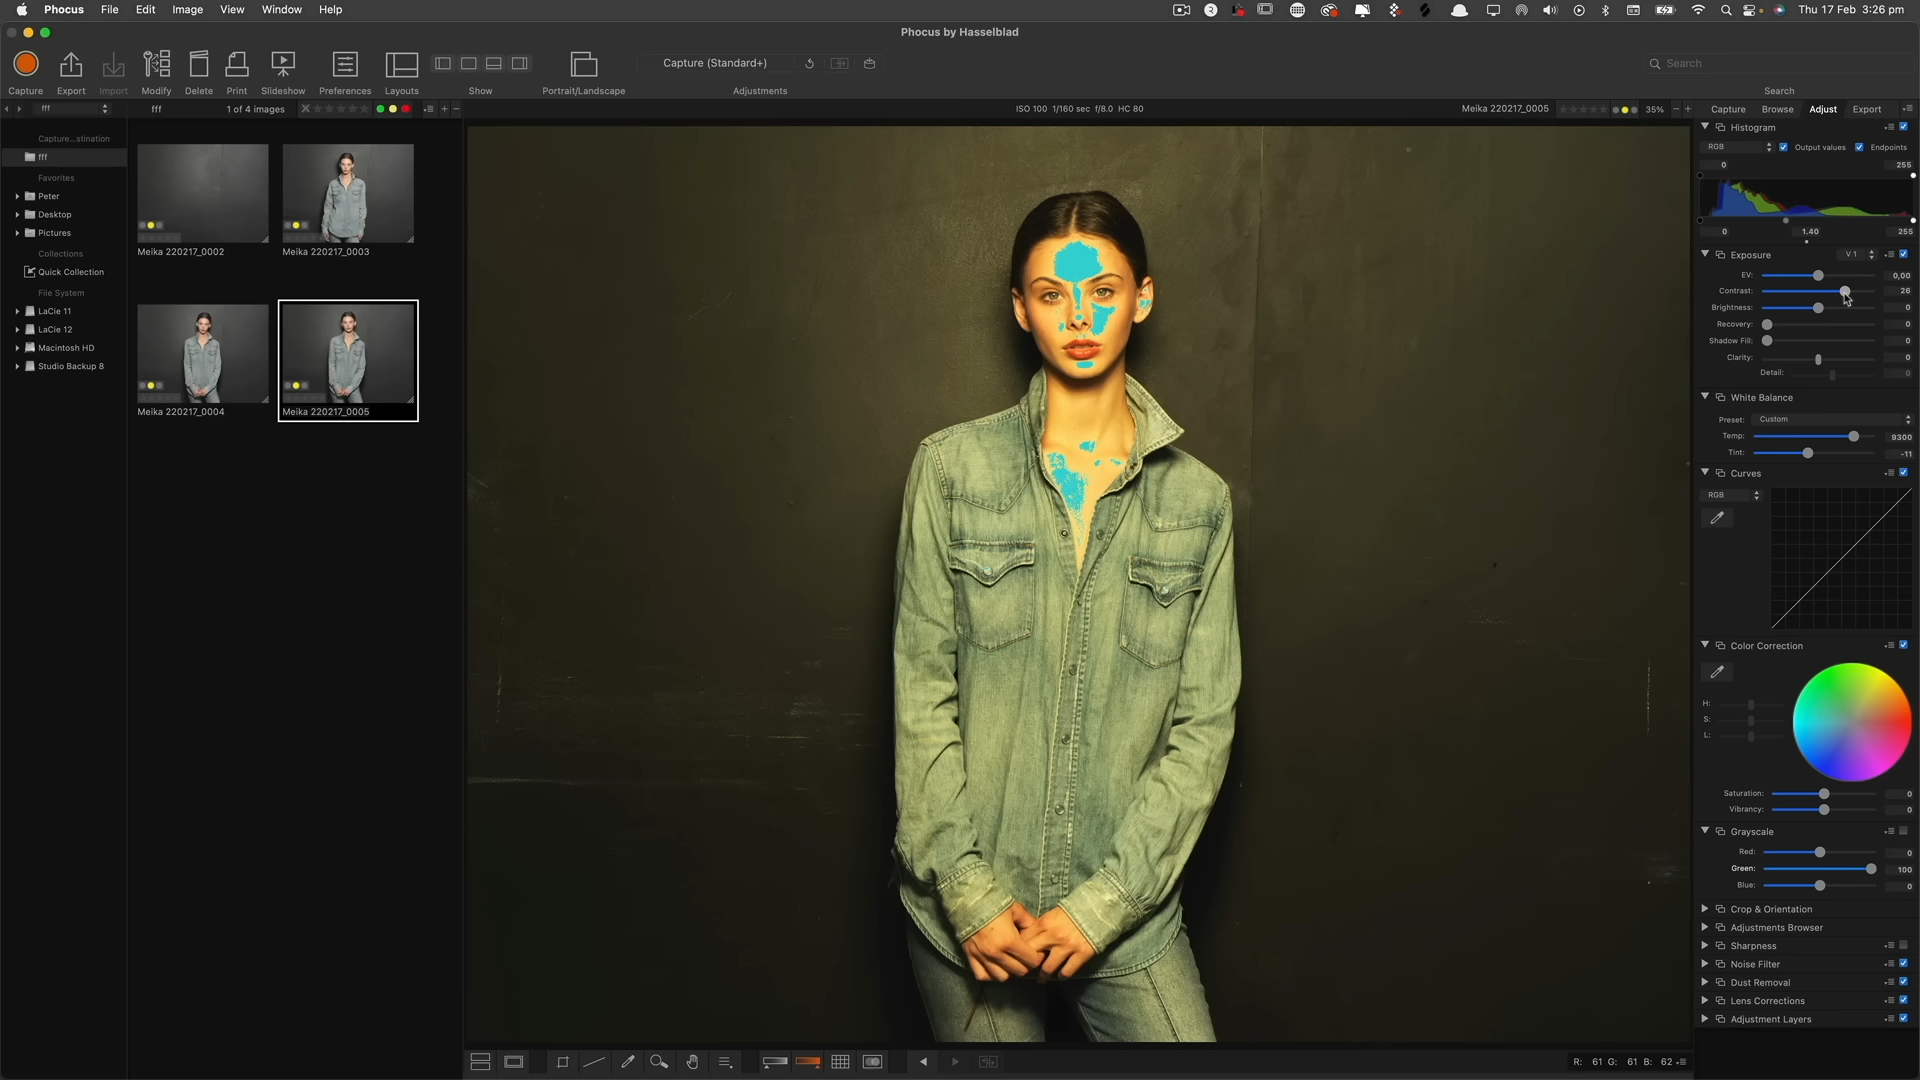 Phocus File Edit Image View Window Help
Thu 17 Feb 3:26 pm
Phocus by Hasselblad
Capture Export Import Modify Delete Print Slideshow Preferences Layouts Show Portrait/Landscape
Capture (Standard+)
Adjustments
Search
Search
fff
fff
1 of 4 images
ISO 100 1/160 sec f/8.0 HC 80
Meika 220217_0005
35%
Capture Browse Adjust Export
Capture...stination
fff
Favorites
Peter
Desktop
Pictures
Collections
Quick Collection
File System
LaCie 11
LaCie 12
Macintosh HD
Studio Backup 8
Meika 220217_0002
Meika 220217_0003
Meika 220217_0004
Meika 220217_0005
Histogram
RGB Output values Endpoints
0 255
0 1.40 255
Exposure V 1
EV: 0,00
Contrast: 26
Brightness: 0
Recovery: 0
Shadow Fill: 0
Clarity: 0
Detail: 0
White Balance
Preset: Custom
Temp: 9300
Tint: -11
Curves
RGB
Color Correction
H:
S:
L:
Saturation: 0
Vibrancy: 0
Grayscale
Red: 0
Green: 100
Blue: 0
Crop & Orientation
Adjustments Browser
Sharpness
Noise Filter
Dust Removal
Lens Corrections
Adjustment Layers
R: 61 G: 61 B: 62